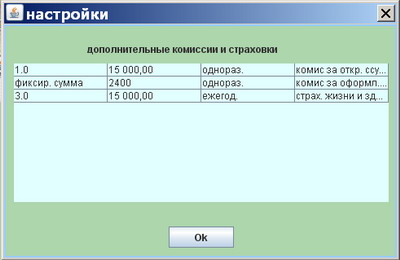 настройки
дополнительные комиссии и страховки
1.0 15 000,00 однораз. комис за откр. ссу...
фиксир. сумма 2400 однораз. комис за оформл....
3.0 15 000,00 ежегод. страх. жизни и зд...
Ok